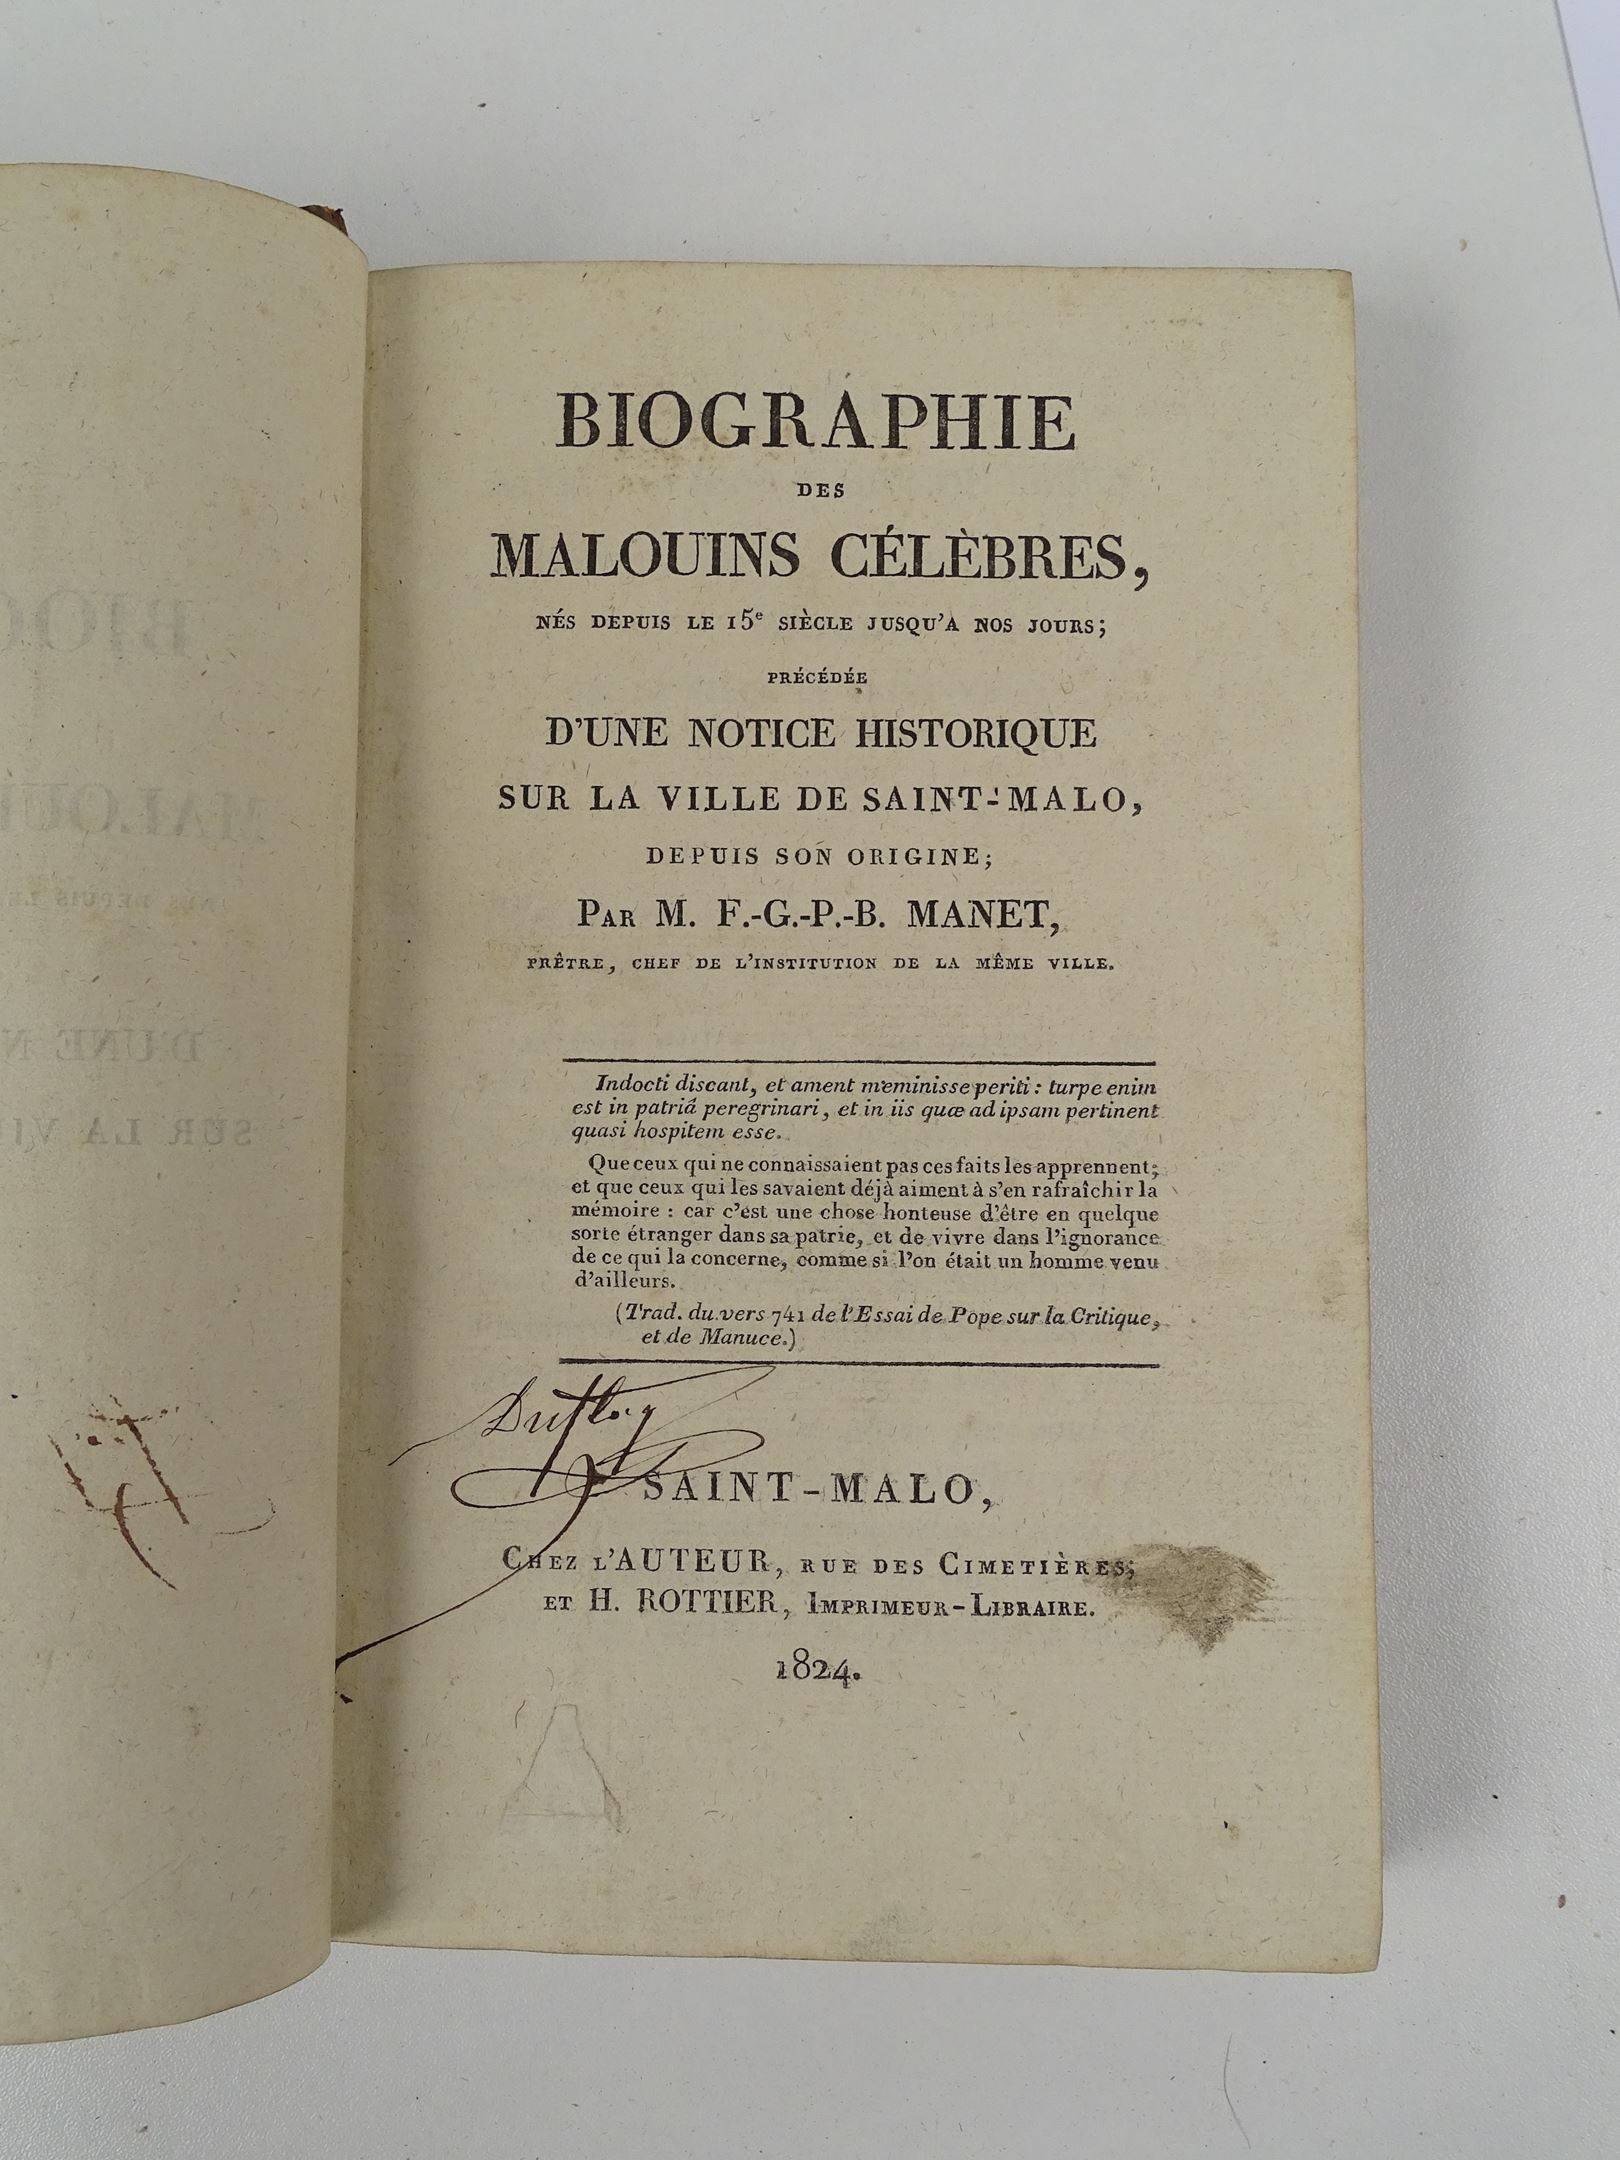 BIOGRAPHIE
DES
MALOUINS CÉLÈBRES,
NÉS DEPUIS LE 15e SIÈCLE JUSQU'A NOS JOURS;
PRÉCÉDÉE
D'UNE NOTICE HISTORIQUE
SUR LA VILLE DE SAINT-MALO,
DEPUIS SON ORIGINE;
PAR M. F.-G.-P.-B. MANET,
PRÊTRE, CHEF DE L'INSTITUTION DE LA MÊME VILLE.
Indocti discant, et ament meminisse periti : turpe enim
est in patriâ peregrinari, et in iis quæ ad ipsam pertinent
quasi hospitem esse.
Que ceux qui ne connaissaient pas ces faits les apprennent;
et que ceux qui les savaient déjà aiment à s'en rafraîchir la
mémoire : car c'est une chose honteuse d'être en quelque
sorte étranger dans sa patrie, et de vivre dans l'ignorance
de ce qui la concerne, comme si l'on était un homme venu
d'ailleurs.
(Trad. du vers 741 de l'Essai de Pope sur la Critique,
et de Manuce.)
SAINT-MALO,
CHEZ L'AUTEUR, RUE DES CIMETIÈRES;
ET H. ROTTIER, IMPRIMEUR-LIBRAIRE.
1824.